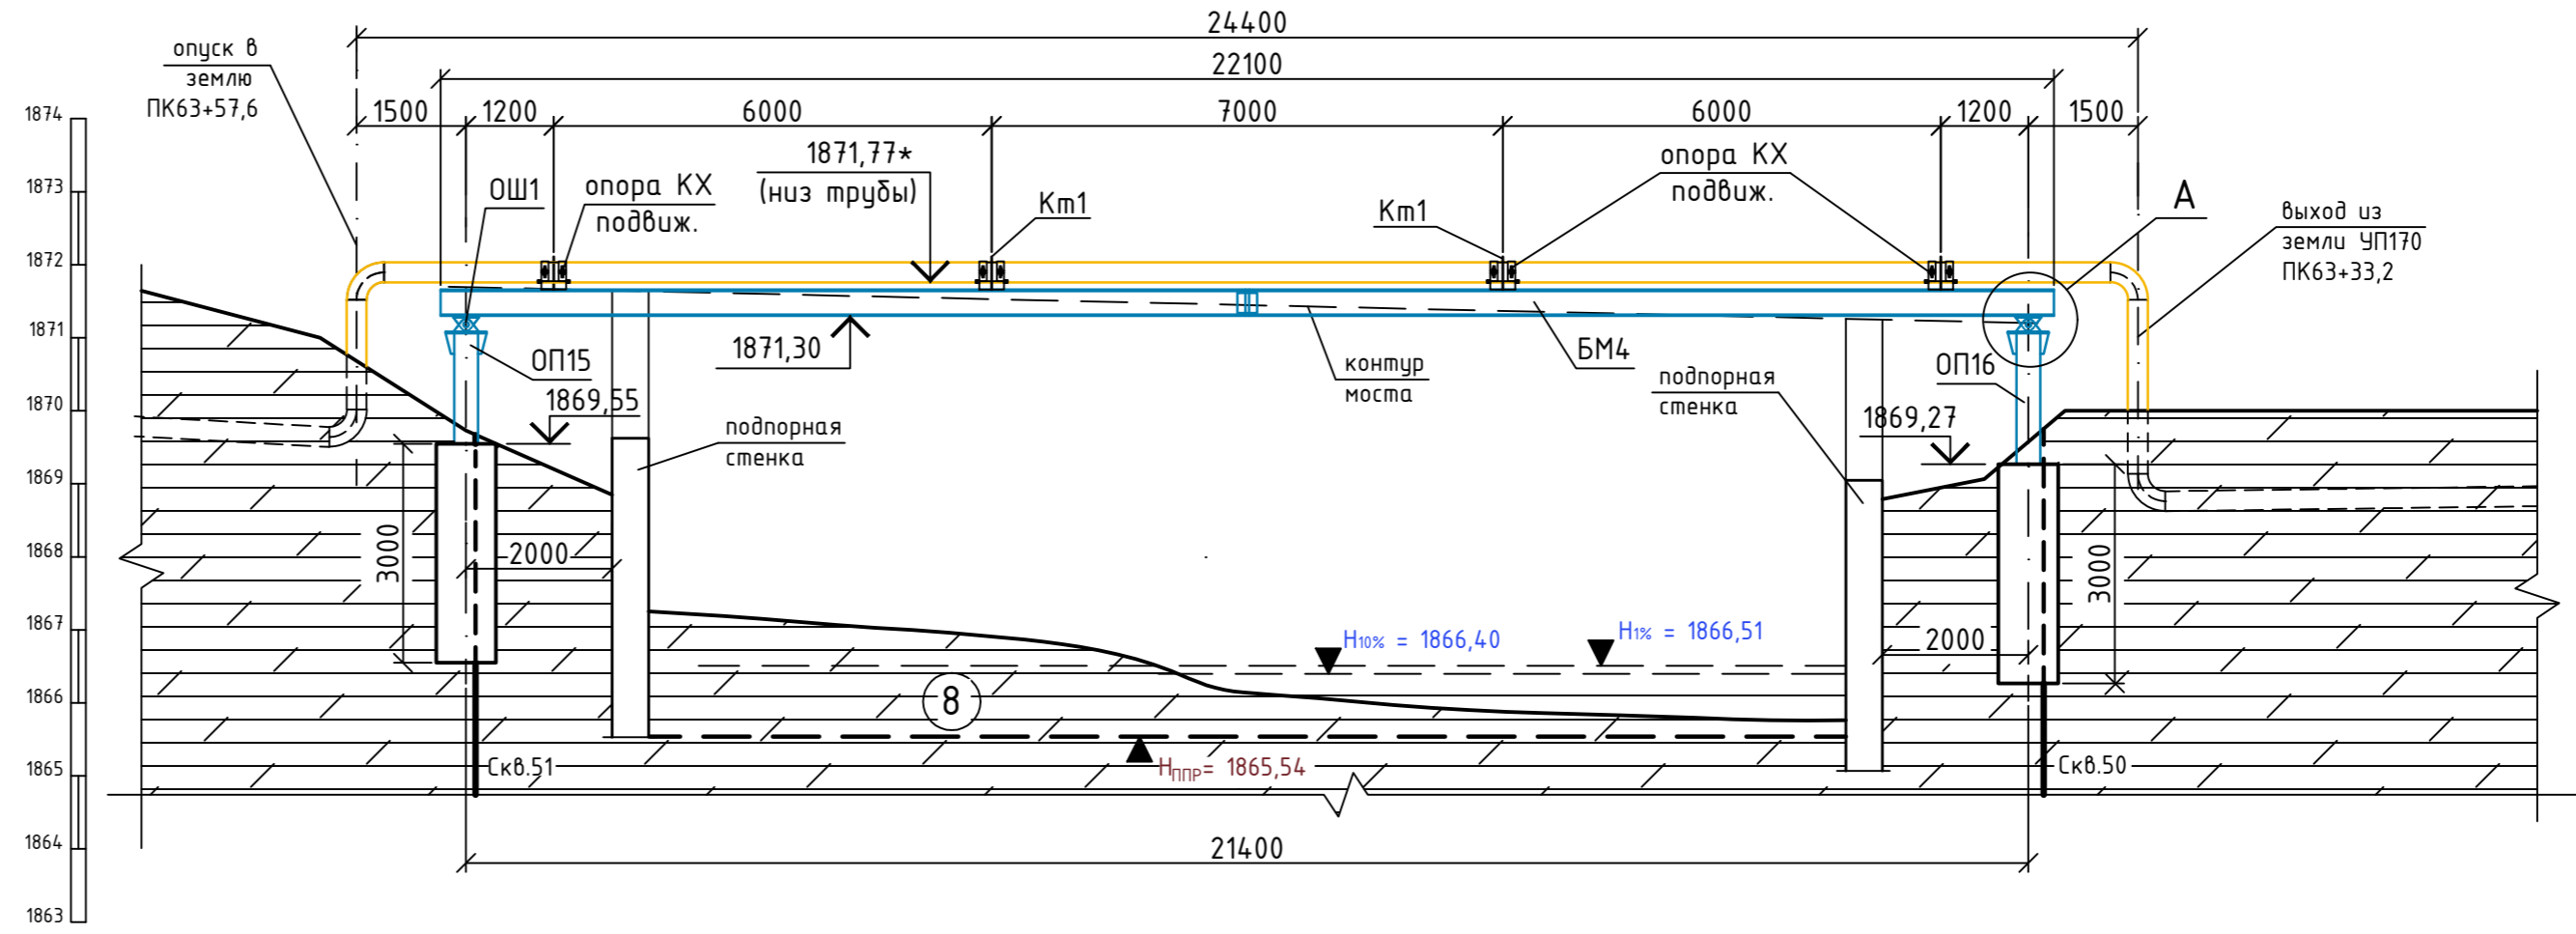 24400
22100
1500
1200
6000
7000
6000
1200
1500
опуск в
землю
ПК63+57,6
ОШ1
опора КХ
подвиж.
1871,77*
(низ трубы)
Кт1
Кт1
опора КХ
подвиж.
А
выход из
земли УП170
ПК63+33,2
1874
1873
1872
1871
1870
1869
1868
1867
1866
1865
1864
1863
1871,30
ОП15
1869,55
подпорная
стенка
контур
моста
БМ4
подпорная
стенка
ОП16
1869,27
3000
2000
3000
2000
H10% = 1866,40
H1% = 1866,51
8
HППР= 1865,54
Скв.51
Скв.50
21400